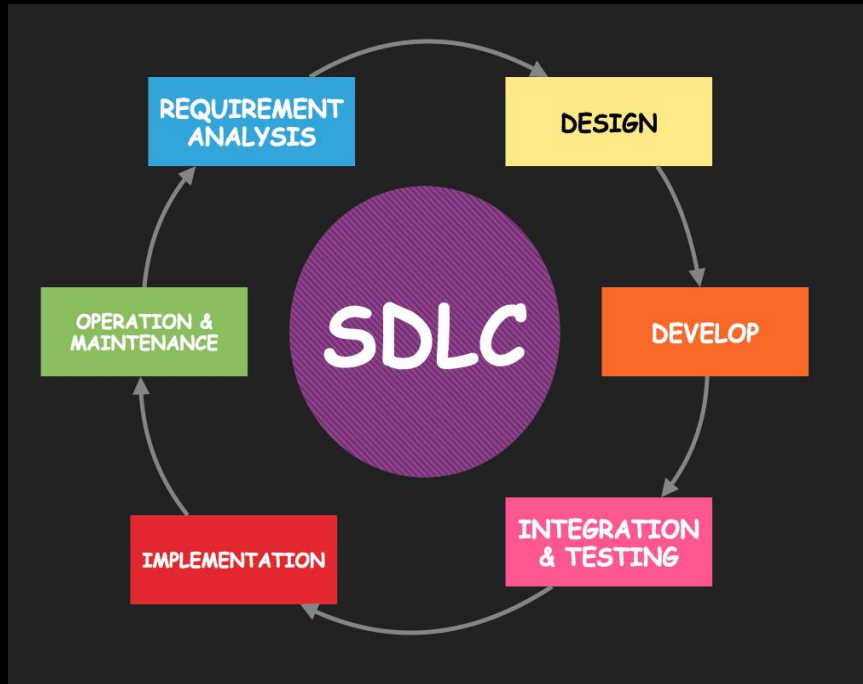 REQUIREMENT
ANALYSIS
DESIGN
SDLC
OPERATION &
MAINTENANCE
DEVELOP
INTEGRATION
& TESTING
IMPLEMENTATION